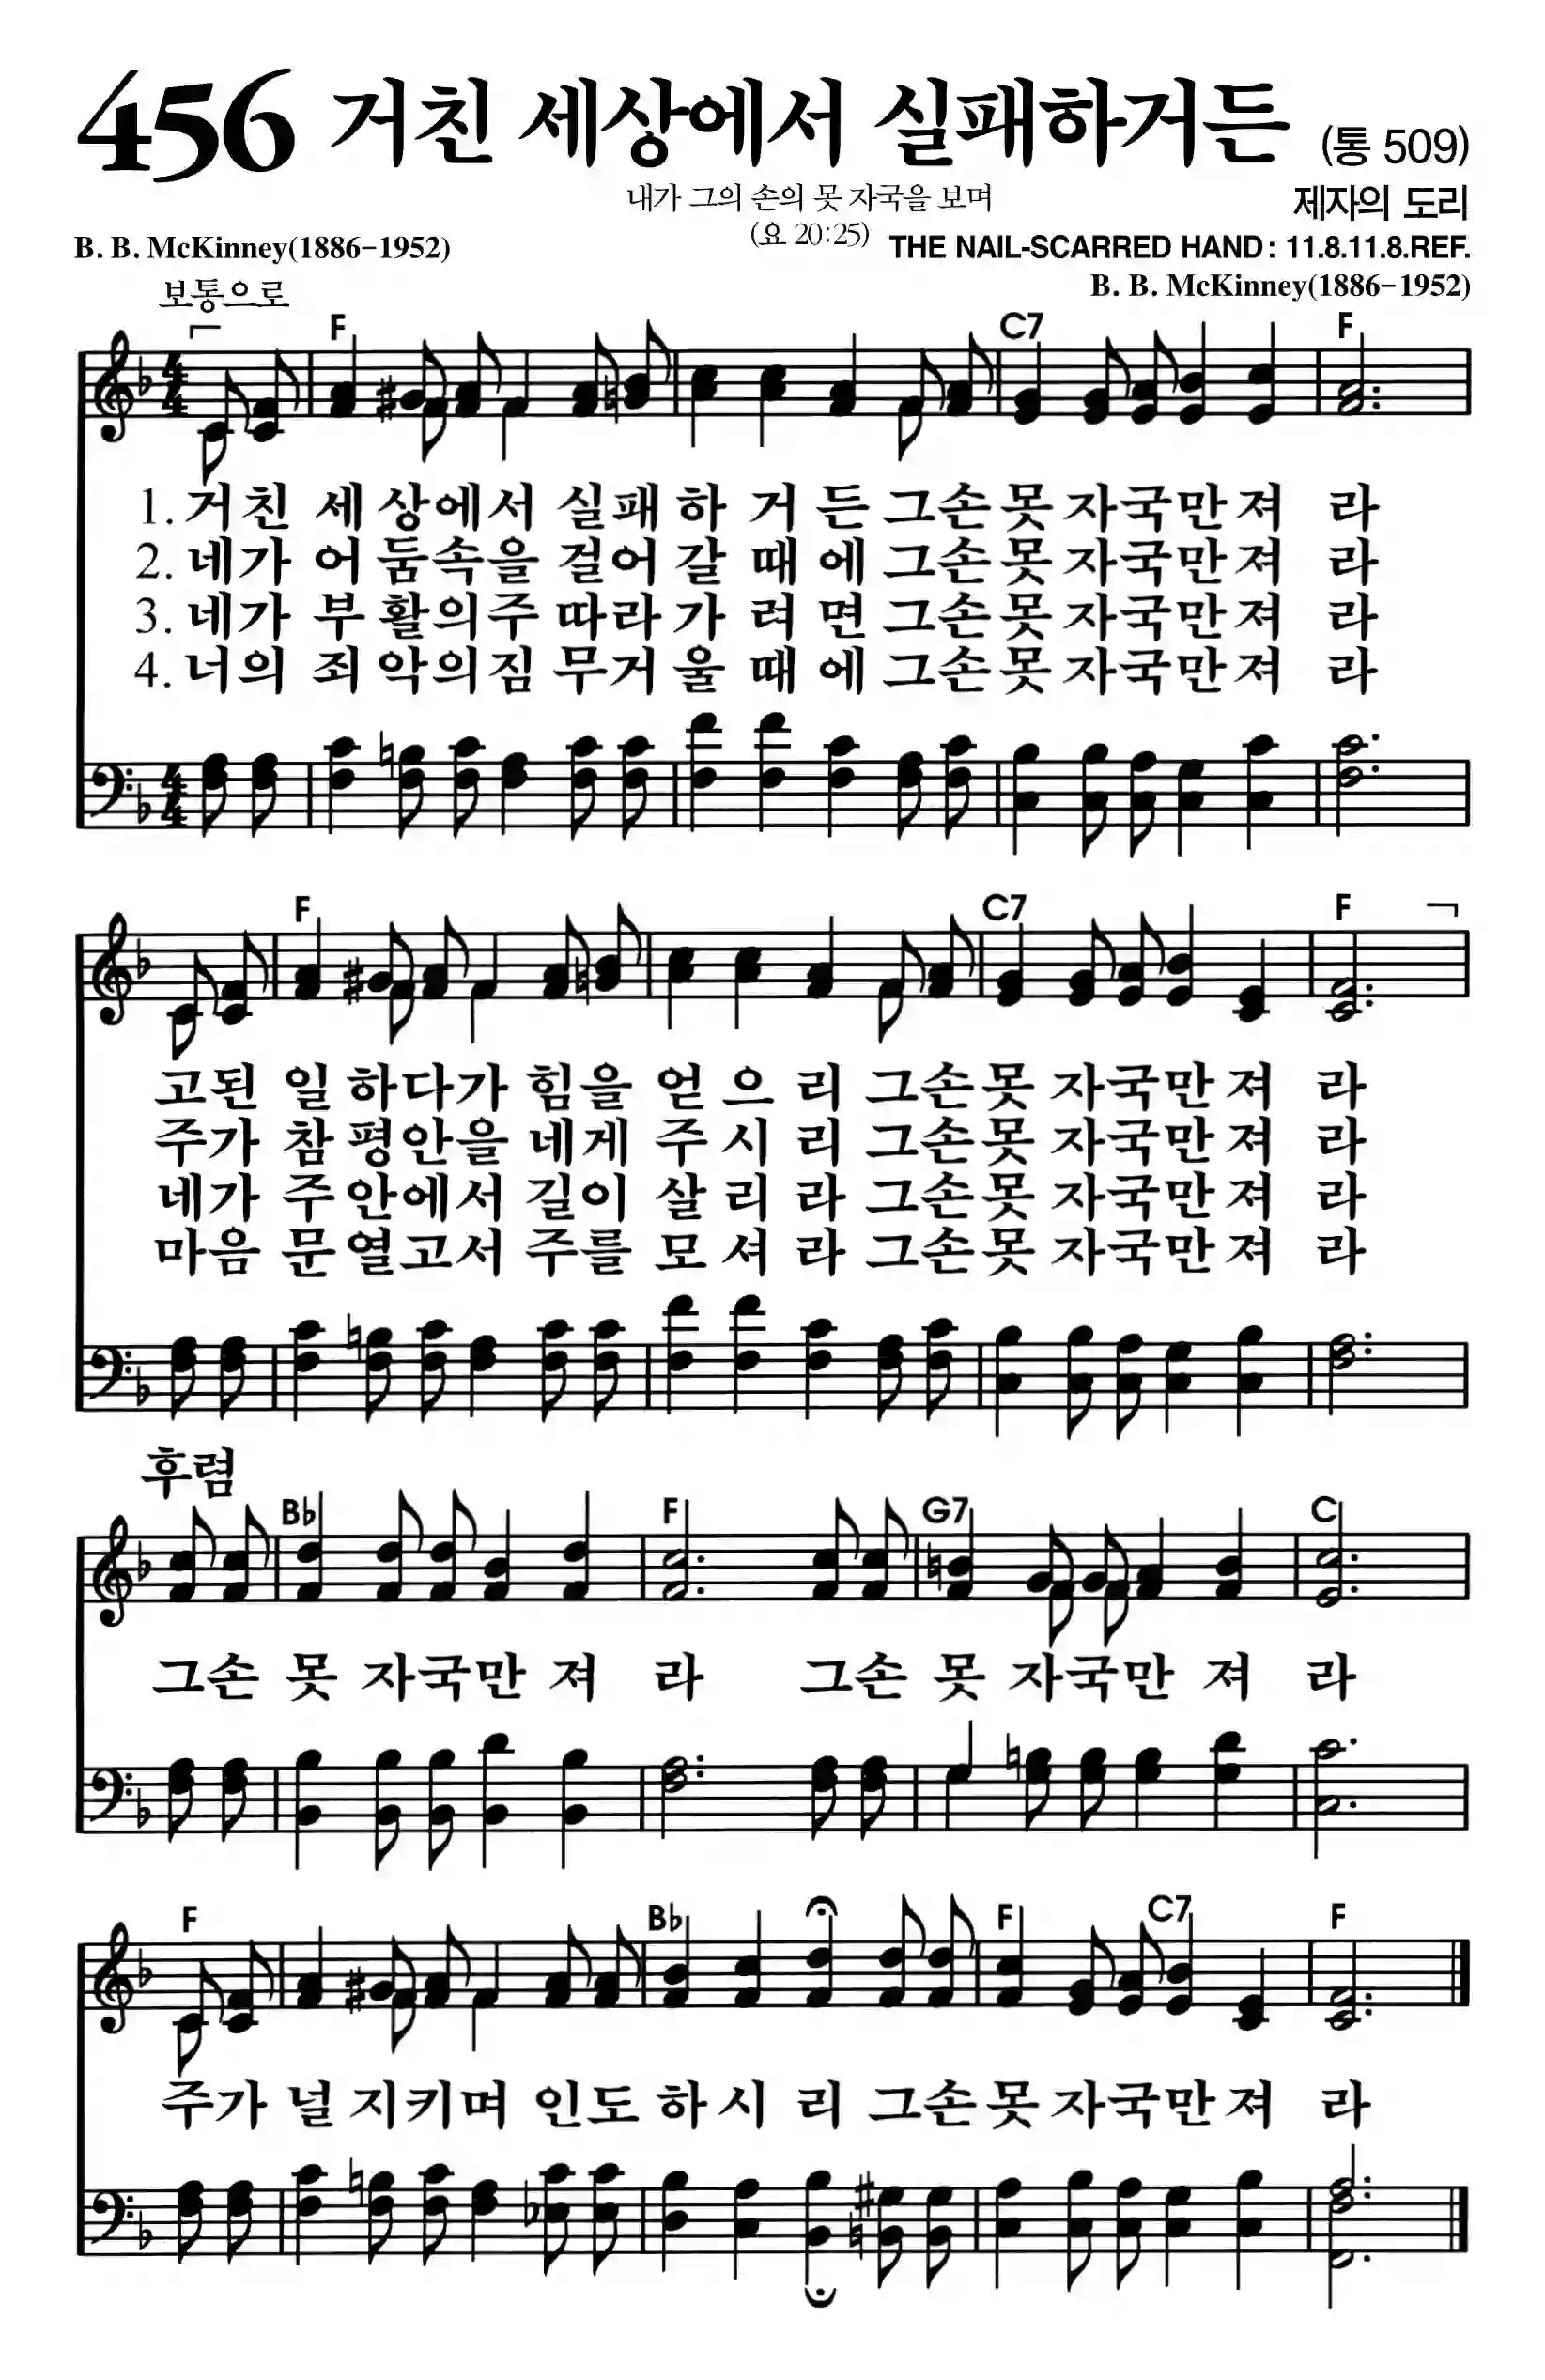 456 거친 세상에서 실패하거든 (통 509)
내가 그의 손의 못 자국을 보며
제자의 도리
(요 20:25)
B. B. McKinney(1886-1952)
THE NAIL-SCARRED HAND: 11.8.11.8.REF.
보통으로
B. B. McKinney(1886-1952)
F C7 F
4 4
1. 거친 세상에서 실패하거든 그손못자국만져 라
2. 네가 어둠속을 걸어갈때에 그손못자국만져 라
3. 네가 부활의주 따라가려면 그손못자국만져 라
4. 너의 죄악의짐 무거울때에 그손못자국만져 라
4 4
F C7 F
고된 일하다가 힘을얻으리 그손못자국만져 라
주가 참평안을 네게주시리 그손못자국만져 라
네가 주안에서 길이살리라 그손못자국만져 라
마음 문열고서 주를모셔라 그손못자국만져 라
후렴
B♭ F G7 C
그손 못 자국만 져 라 그손 못 자국만 져 라
F B♭ F C7 F
주가 널지키며 인도하시리 그손못자국만져 라